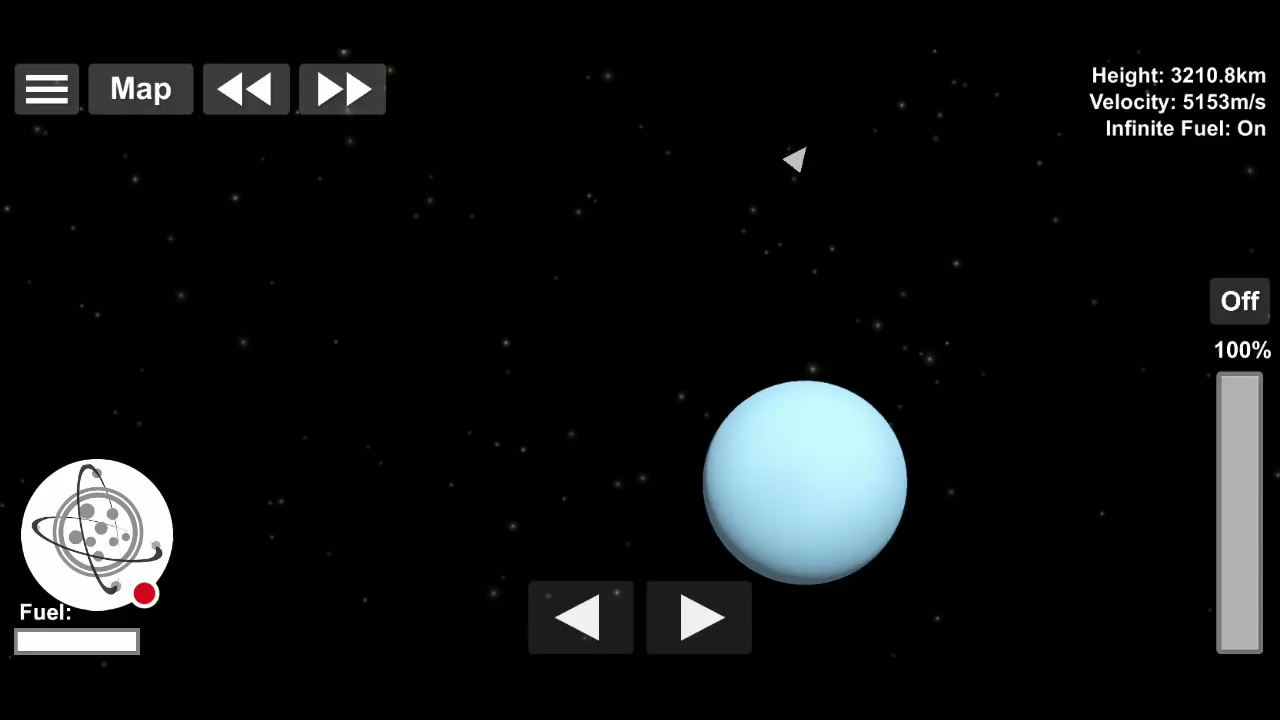 Map
Height: 3210.8km
Velocity: 5153m/s
Infinite Fuel: On
Off
100%
Fuel: